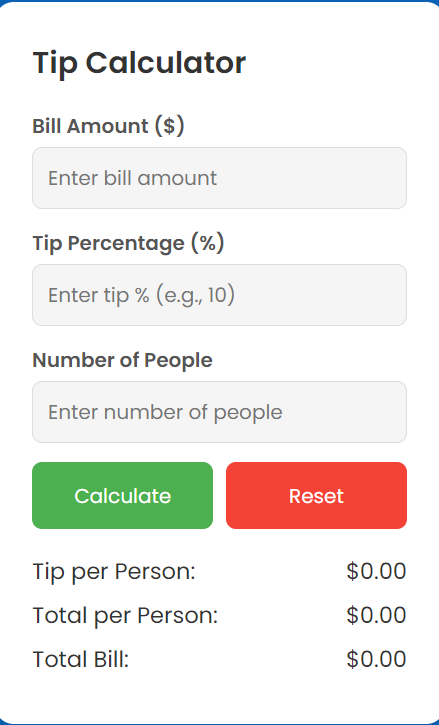 Tip Calculator
Bill Amount ($)
Enter bill amount
Tip Percentage (%)
Enter tip % (e.g., 10)
Number of People
Enter number of people
Calculate Reset
Tip per Person: $0.00
Total per Person: $0.00
Total Bill: $0.00